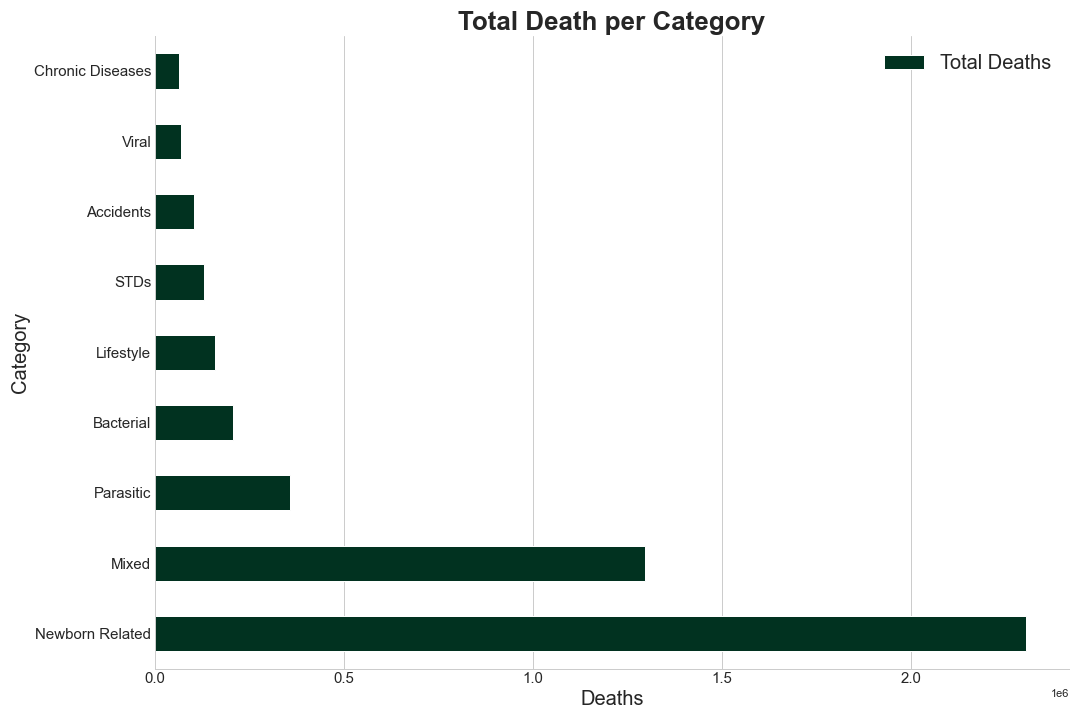 Total Death per Category
Total Deaths
Category
Chronic Diseases
Viral
Accidents
STDs
Lifestyle
Bacterial
Parasitic
Mixed
Newborn Related
0.0 0.5 1.0 1.5 2.0
1e6
Deaths